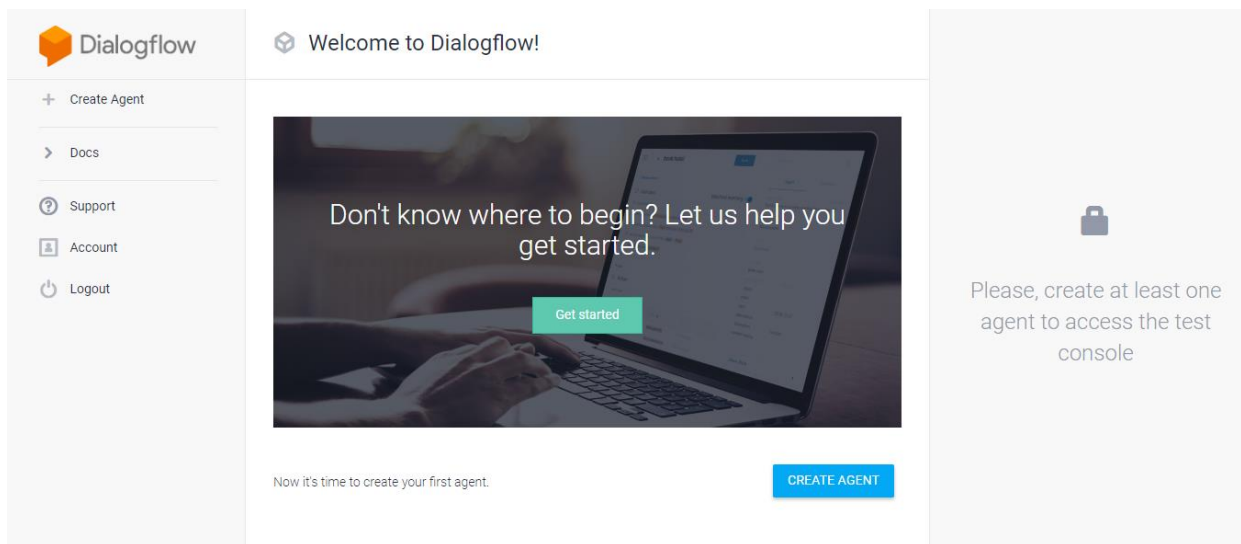 Dialogflow
Welcome to Dialogflow!
Create Agent
Docs
Support
Account
Logout
Don't know where to begin? Let us help you
get started.
Get started
Now it's time to create your first agent.
CREATE AGENT
Please, create at least one
agent to access the test
console